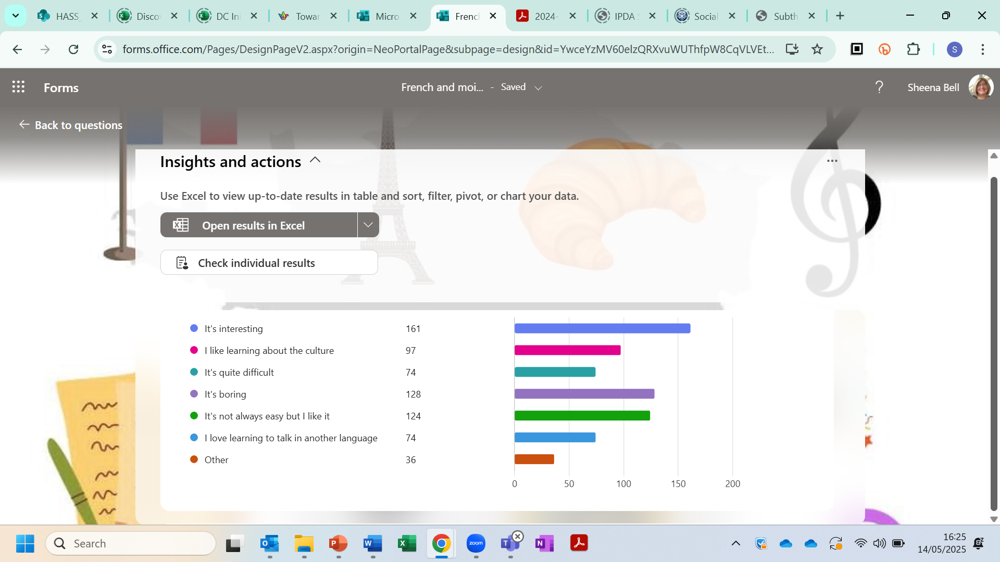 HASS_
Disco
DC Ini
Towar
Micro
French
2024-
IPDA S
Social
Subth
forms.office.com/Pages/DesignPageV2.aspx?origin=NeoPortalPage&subpage=design&id=YwceYzMV60elzQRXvuWUThfpW8CqVLVEt...
S
Forms
French and moi... - Saved
? Sheena Bell
Back to questions
Insights and actions
Use Excel to view up-to-date results in table and sort, filter, pivot, or chart your data.
Open results in Excel
Check individual results
It's interesting 161
I like learning about the culture 97
It's quite difficult 74
It's boring 128
It's not always easy but I like it 124
I love learning to talk in another language 74
Other 36
0 50 100 150 200
Search
zoom
16:25
14/05/2025